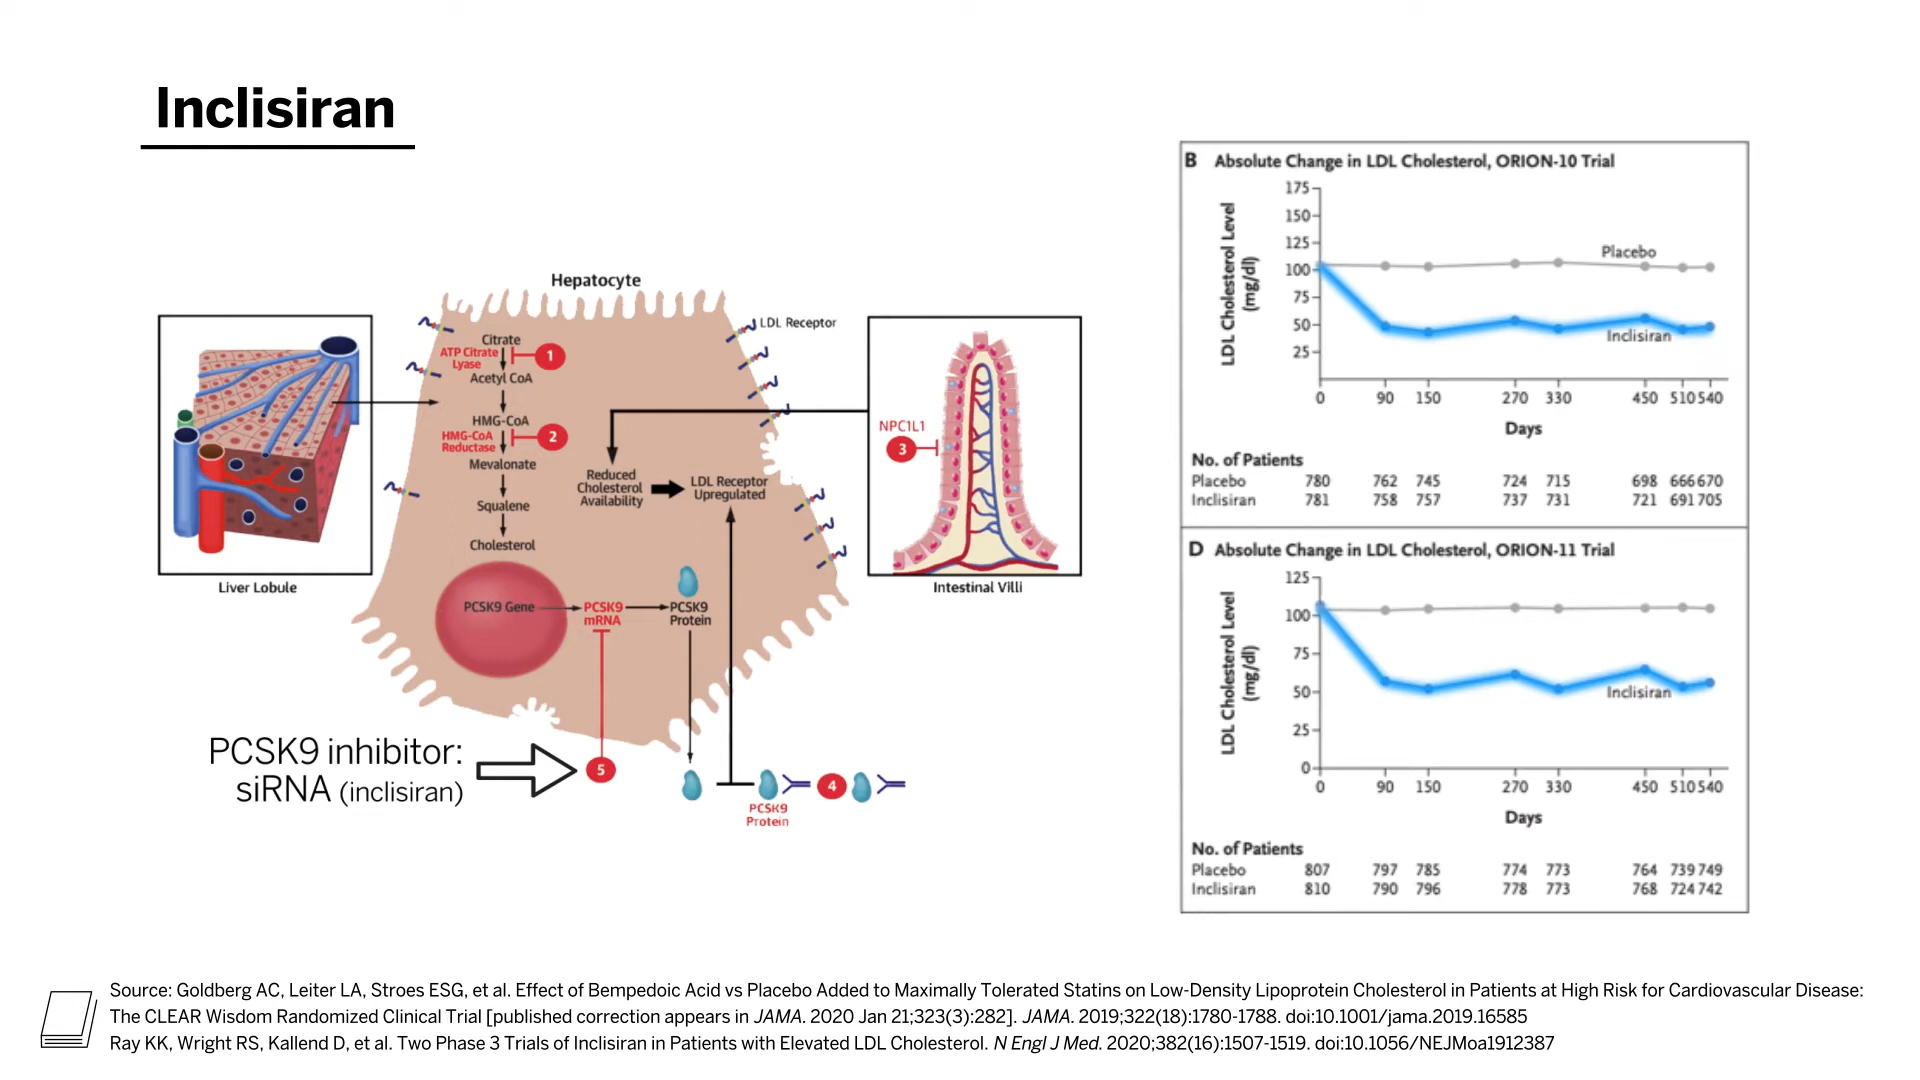 Inclisiran
Hepatocyte
LDL Receptor
Citrate
ATP Citrate
Lyase
1
Acetyl CoA
HMG-CoA
HMG-CoA
Reductase
2
Mevalonate
Squalene
Cholesterol
Reduced
Cholesterol
Availability
LDL Receptor
Upregulated
NPC1L1
3
Liver Lobule
Intestinal Villi
PCSK9 Gene
PCSK9
mRNA
PCSK9
Protein
PCSK9 inhibitor:
siRNA (inclisiran)
5
4
PCSK9
Protein
B Absolute Change in LDL Cholesterol, ORION-10 Trial
LDL Cholesterol Level
(mg/dl)
175
150
125
100
75
50
25
Placebo
Inclisiran
0 90 150 270 330 450 510 540
Days
No. of Patients
Placebo 780 762 745 724 715 698 666 670
Inclisiran 781 758 757 737 731 721 691 705
D Absolute Change in LDL Cholesterol, ORION-11 Trial
LDL Cholesterol Level
(mg/dl)
125
100
75
50
25
0
Inclisiran
0 90 150 270 330 450 510 540
Days
No. of Patients
Placebo 807 797 785 774 773 764 739 749
Inclisiran 810 790 796 778 773 768 724 742
Source: Goldberg AC, Leiter LA, Stroes ESG, et al. Effect of Bempedoic Acid vs Placebo Added to Maximally Tolerated Statins on Low-Density Lipoprotein Cholesterol in Patients at High Risk for Cardiovascular Disease:
The CLEAR Wisdom Randomized Clinical Trial [published correction appears in JAMA. 2020 Jan 21;323(3):282]. JAMA. 2019;322(18):1780-1788. doi:10.1001/jama.2019.16585
Ray KK, Wright RS, Kallend D, et al. Two Phase 3 Trials of Inclisiran in Patients with Elevated LDL Cholesterol. N Engl J Med. 2020;382(16):1507-1519. doi:10.1056/NEJMoa1912387